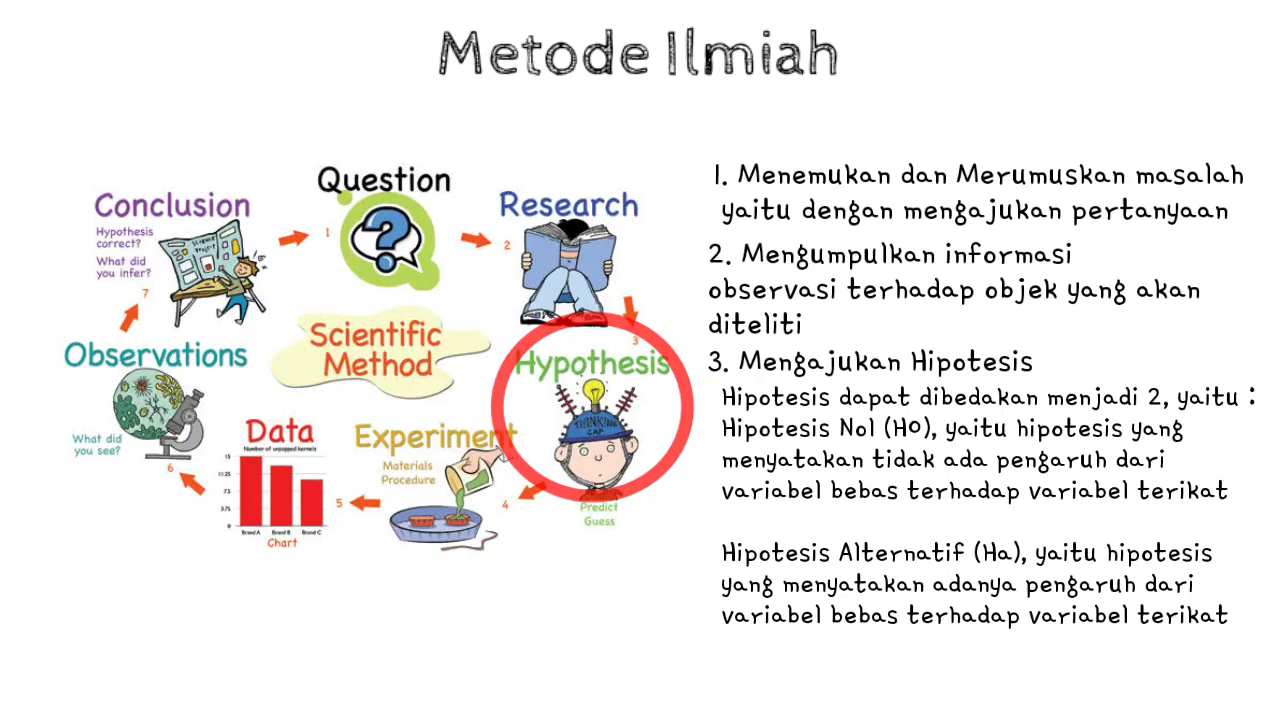 Metode Ilmiah
Question
Conclusion
Hypothesis
correct?
What did
you infer?
7
1
2
Research
Scientific
Method
3
Hypothesis
THINKING
CAP
Predict
Guess
Observations
What did
you see?
6
Data
Number of unpopped kernels
15
11.25
7.5
3.75
0
Brand A Brand B Brand C
Chart
5
Experiment
Materials
Procedure
4
1. Menemukan dan Merumuskan masalah
yaitu dengan mengajukan pertanyaan
2. Mengumpulkan informasi
observasi terhadap objek yang akan
diteliti
3. Mengajukan Hipotesis
Hipotesis dapat dibedakan menjadi 2, yaitu :
Hipotesis Nol (Ho), yaitu hipotesis yang
menyatakan tidak ada pengaruh dari
variabel bebas terhadap variabel terikat
Hipotesis Alternatif (Ha), yaitu hipotesis
yang menyatakan adanya pengaruh dari
variabel bebas terhadap variabel terikat